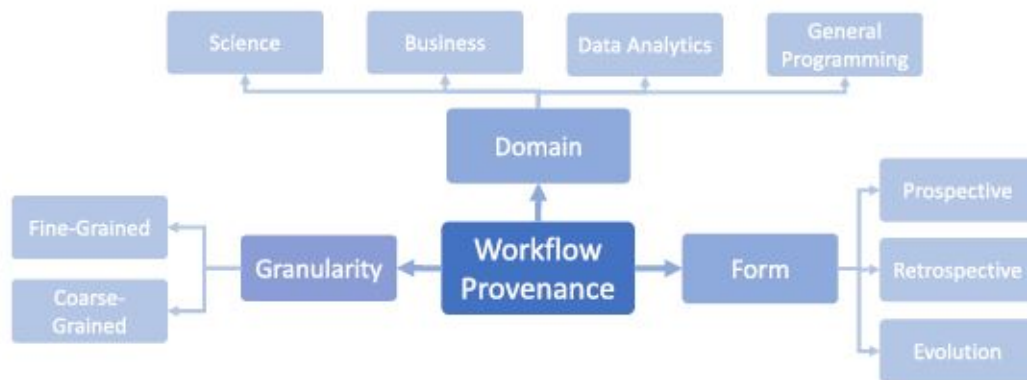 Science
Business
Data Analytics
General
Programming
Domain
Prospective
Fine-Grained
Granularity
Workflow
Provenance
Form
Retrospective
Coarse-
Grained
Evolution